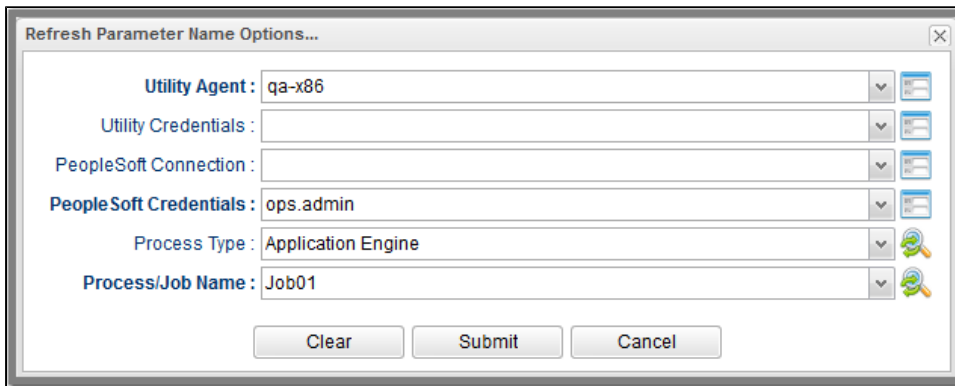 Refresh Parameter Name Options...
Utility Agent : qa-x86
Utility Credentials :
PeopleSoft Connection :
PeopleSoft Credentials : ops.admin
Process Type : Application Engine
Process/Job Name : Job01
Clear Submit Cancel